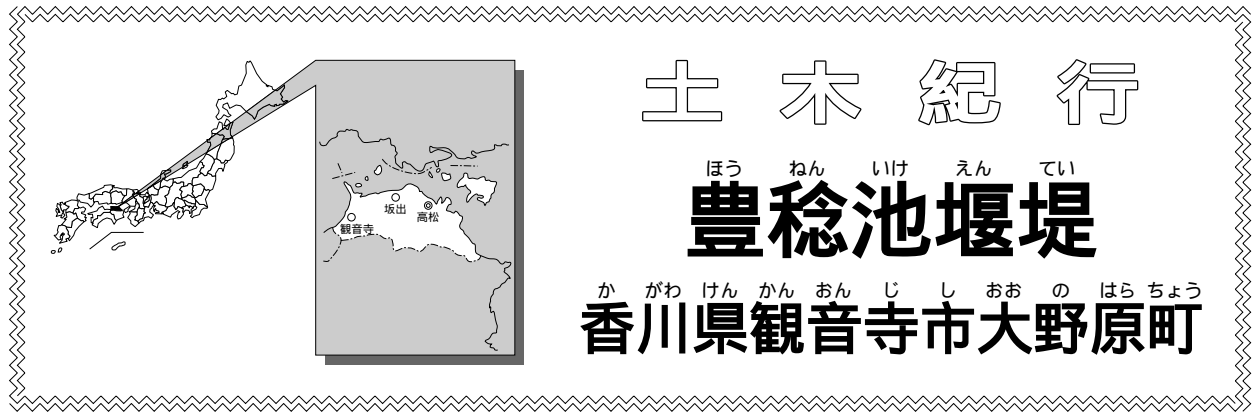 土木紀行
ほう ねん いけ えん てい
豊稔池堰堤
か がわ けん かん おん じ し おお の はら ちょう
香川県観音寺市大野原町
坂出
高松
観音寺